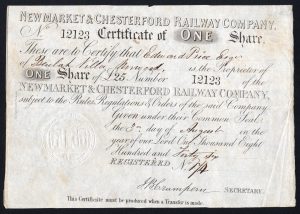 NEWMARKET & CHESTERFORD RAILWAY COMPANY.
No 12123 Certificate of ONE Share.
These are to Certify that Edward Price Esqr
of Villa is the Proprietor of
ONE Share of £25 Number 12123 of the
NEWMARKET & CHESTERFORD RAILWAY COMPANY,
subject to the Rules, Regulations & Orders of the said Company
Given under their Common Seal
The 3rd day of August in the
year of our Lord One Thousand Eight
Hundred and Forty Six
REGISTERED No
SECRETARY.
This Certificate must be produced when a Transfer is made.